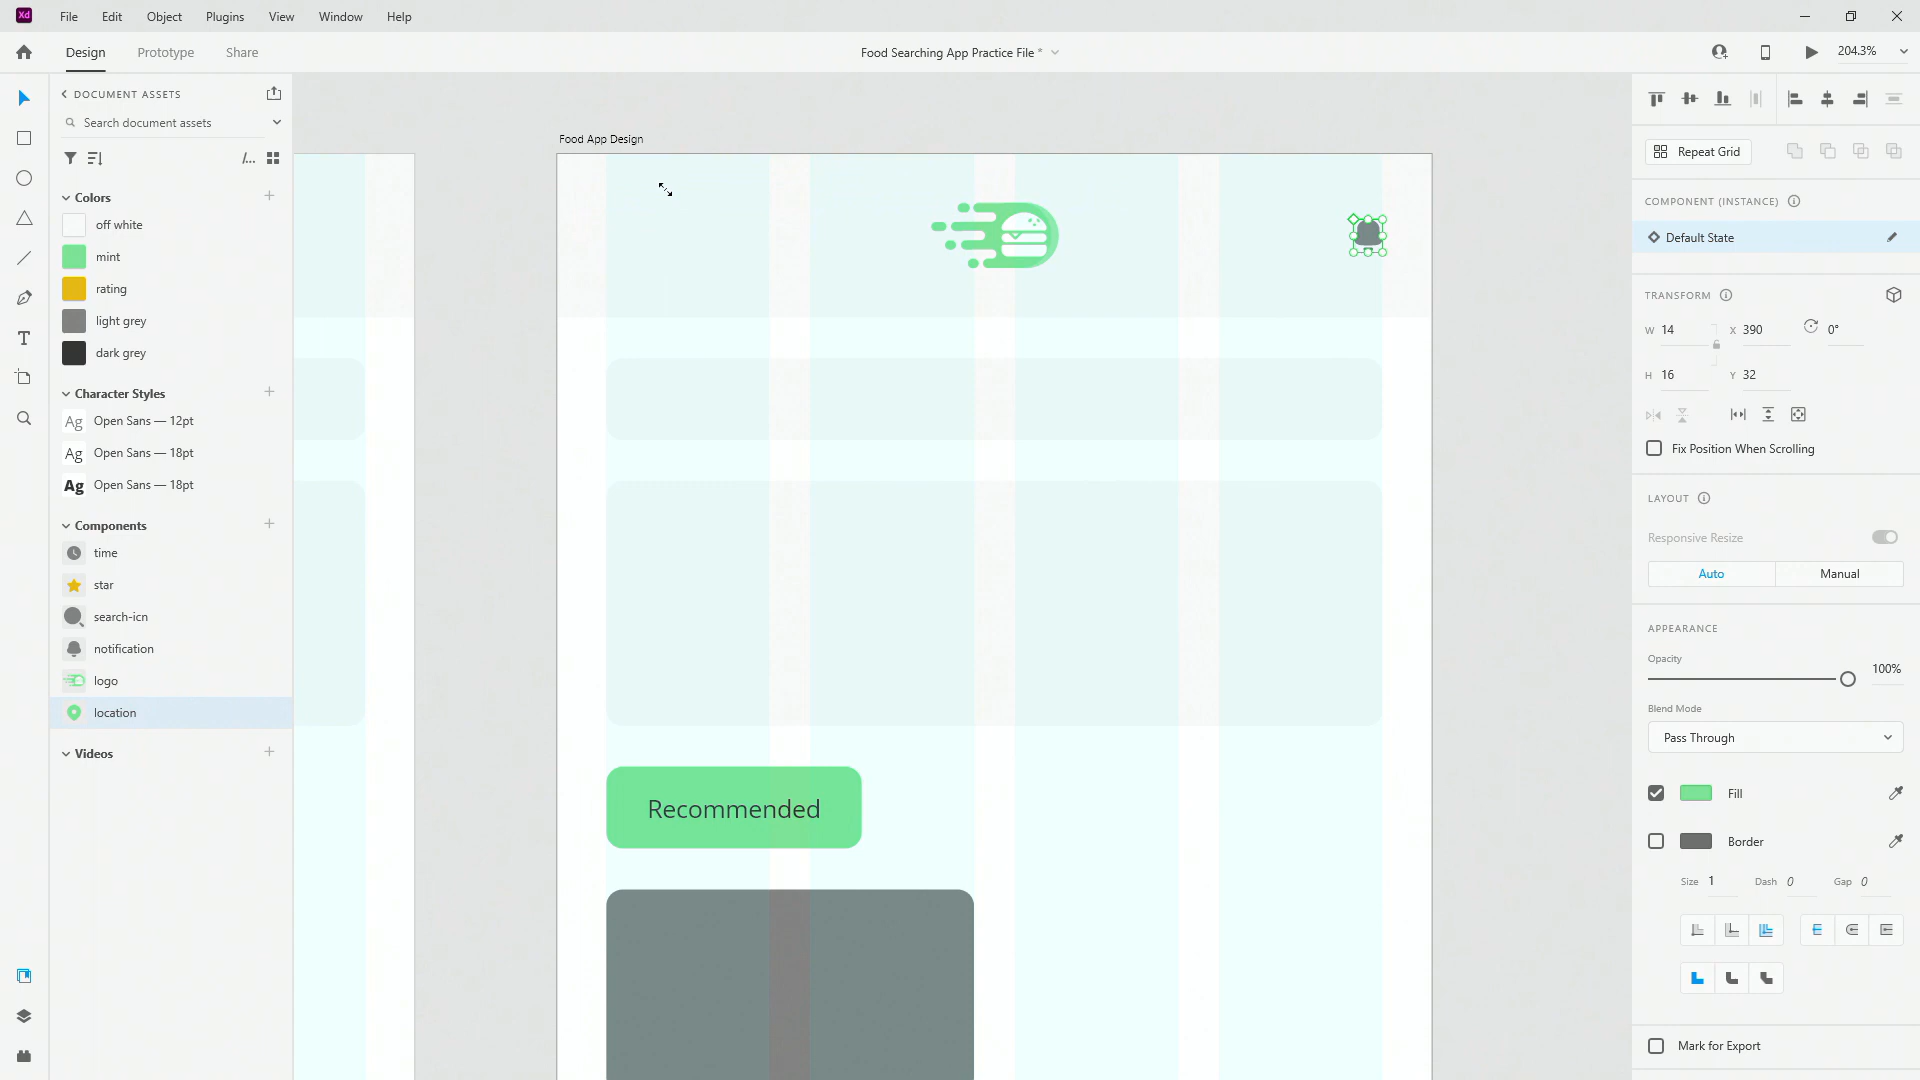 Xd File Edit Object Plugins View Window Help
Design Prototype Share Food Searching App Practice File * 204.3%
DOCUMENT ASSETS
Search document assets
/...
Colors
off white
mint
rating
light grey
dark grey
Character Styles
Ag Open Sans — 12pt
Ag Open Sans — 18pt
Ag Open Sans — 18pt
Components
time
star
search-icn
notification
logo
location
Videos
Food App Design
Recommended
Repeat Grid
COMPONENT (INSTANCE)
Default State
TRANSFORM
W 14 X 390 0°
H 16 Y 32
Fix Position When Scrolling
LAYOUT
Responsive Resize
Auto Manual
APPEARANCE
Opacity
100%
Blend Mode
Pass Through
Fill
Border
Size 1 Dash 0 Gap 0
Mark for Export